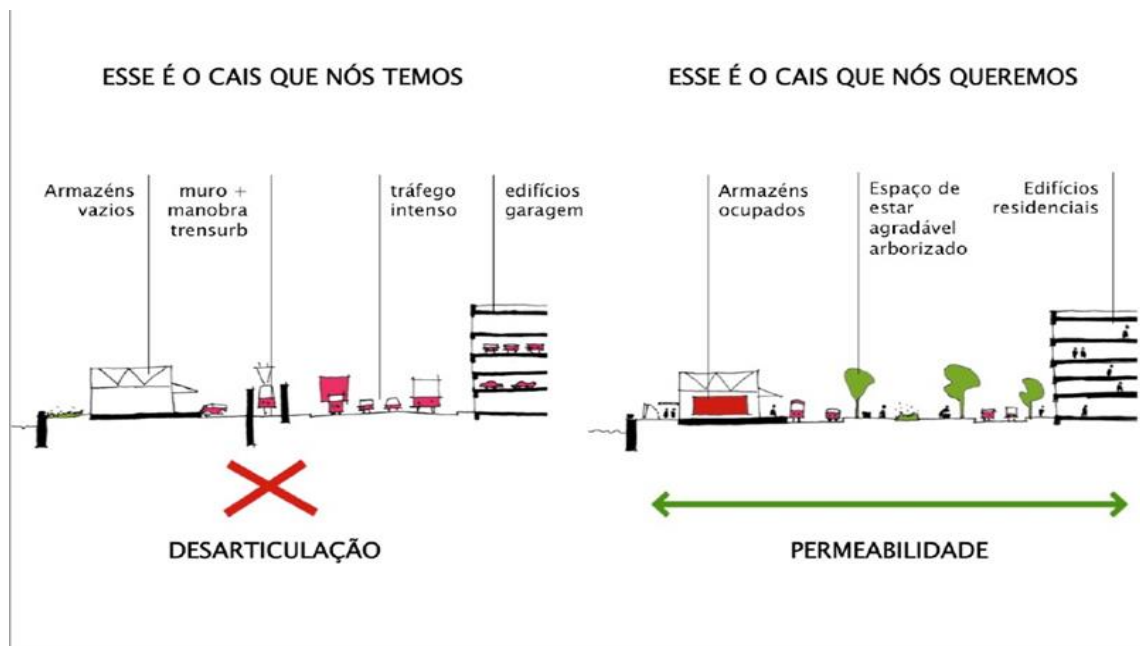 ESSE É O CAIS QUE NÓS TEMOS
Armazéns
vazios
muro +
manobra
trensurb
tráfego
intenso
edifícios
garagem
DESARTICULAÇÃO
ESSE É O CAIS QUE NÓS QUEREMOS
Armazéns
ocupados
Espaço de
estar
agradável
arborizado
Edifícios
residenciais
PERMEABILIDADE